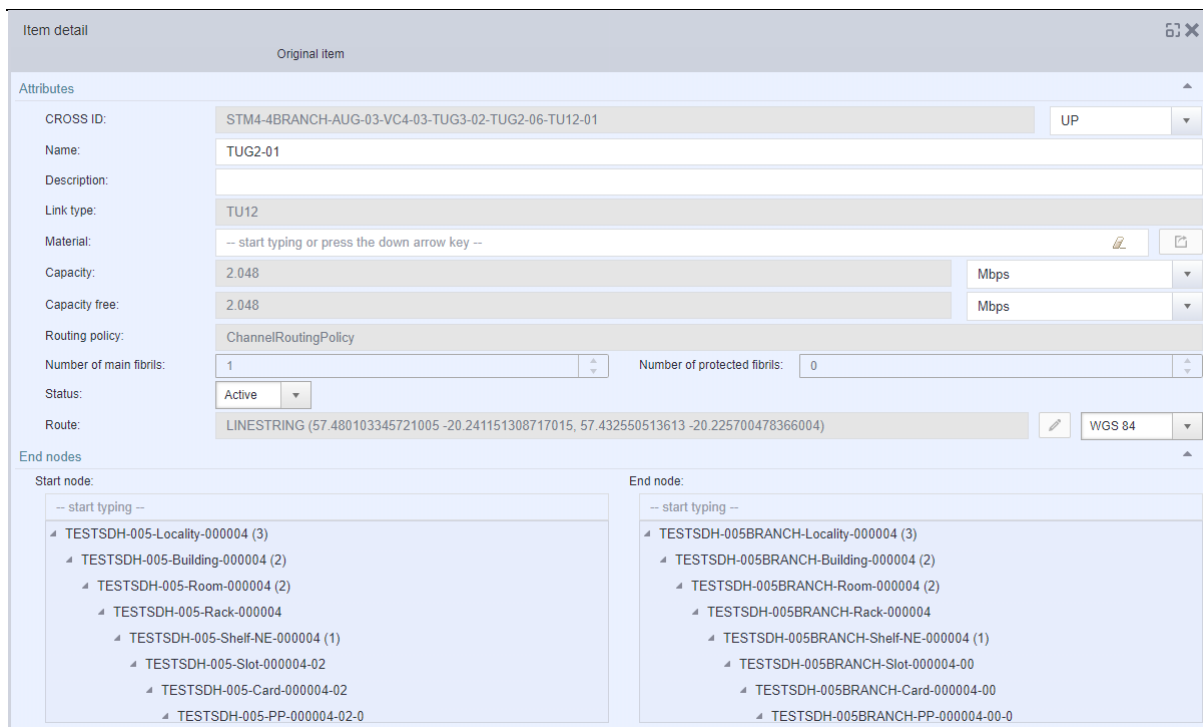 Item detail
Original item
Attributes
CROSS ID: STM4-4BRANCH-AUG-03-VC4-03-TUG3-02-TUG2-06-TU12-01 UP
Name: TUG2-01
Description:
Link type: TU12
Material: -- start typing or press the down arrow key --
Capacity: 2.048 Mbps
Capacity free: 2.048 Mbps
Routing policy: ChannelRoutingPolicy
Number of main fibrils: 1 Number of protected fibrils: 0
Status: Active
Route: LINESTRING (57.480103345721005 -20.241151308717015, 57.432550513613 -20.225700478366004) WGS 84
End nodes
Start node: End node:
-- start typing -- -- start typing --
TESTSDH-005-Locality-000004 (3) TESTSDH-005BRANCH-Locality-000004 (3)
TESTSDH-005-Building-000004 (2) TESTSDH-005BRANCH-Building-000004 (2)
TESTSDH-005-Room-000004 (2) TESTSDH-005BRANCH-Room-000004 (2)
TESTSDH-005-Rack-000004 TESTSDH-005BRANCH-Rack-000004
TESTSDH-005-Shelf-NE-000004 (1) TESTSDH-005BRANCH-Shelf-NE-000004 (1)
TESTSDH-005-Slot-000004-02 TESTSDH-005BRANCH-Slot-000004-00
TESTSDH-005-Card-000004-02 TESTSDH-005BRANCH-Card-000004-00
TESTSDH-005-PP-000004-02-0 TESTSDH-005BRANCH-PP-000004-00-0